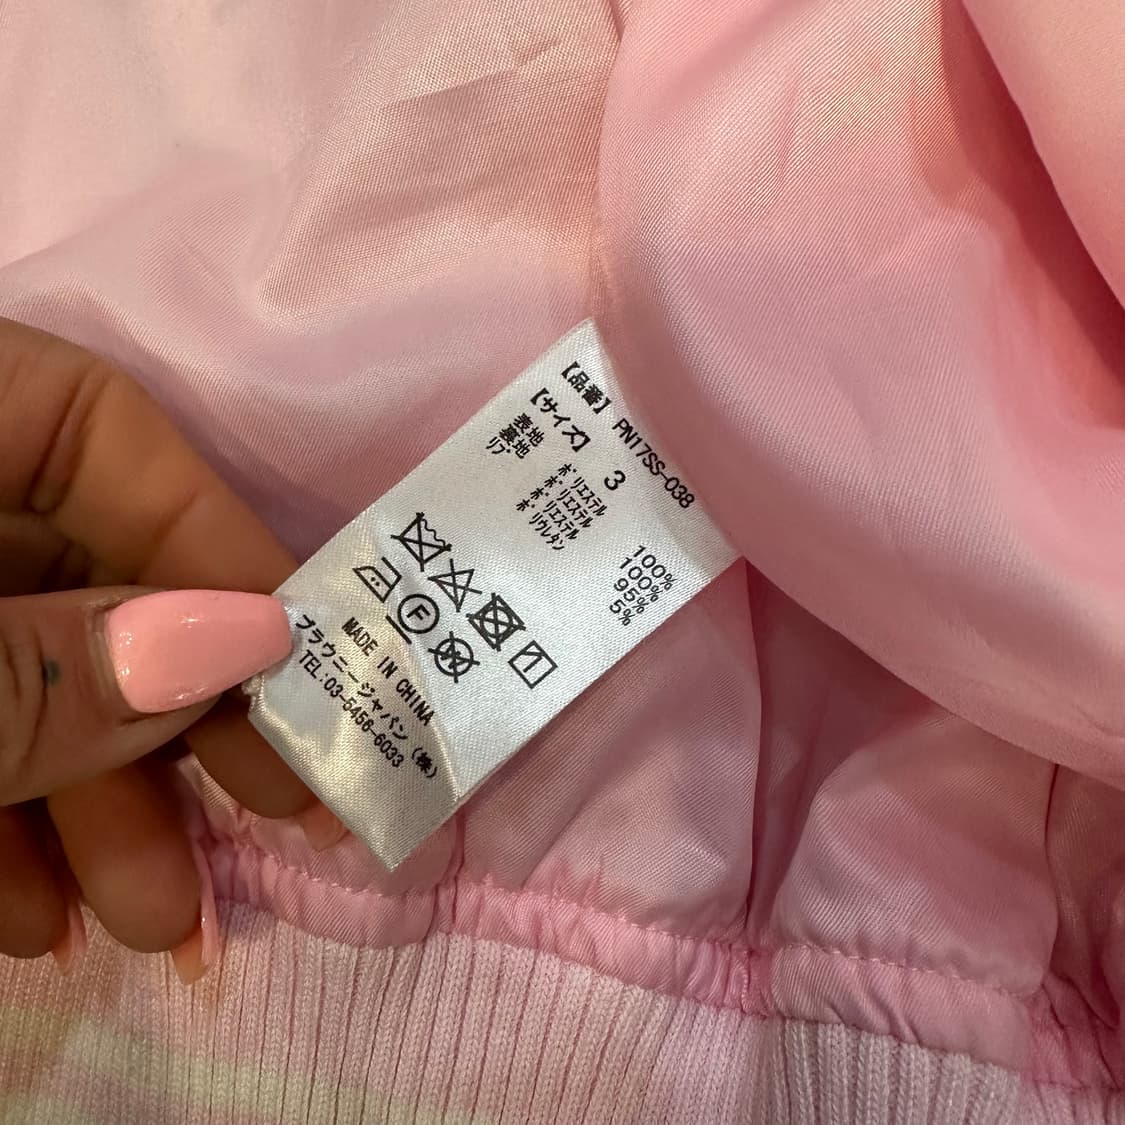 【品番】 PN17SS-038
【サイズ】 3
表地 ポリエステル 100%
裏地 ポリエステル 100%
リブ ポリエステル 95%
ポリウレタン 5%
F
W
MADE IN CHINA
ブラウニージャパン(株)
TEL:03-5456-6033